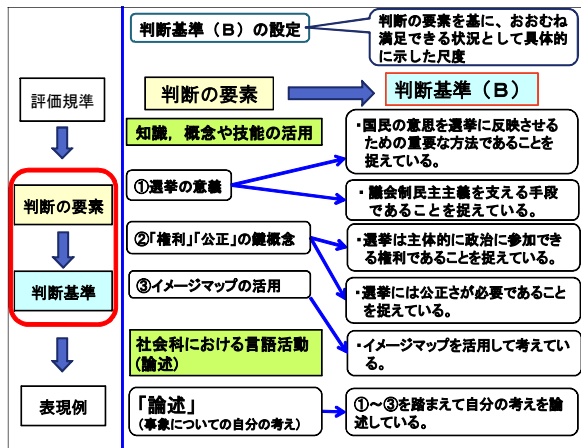 判断基準（Ｂ）の設定
判断の要素を基に、おおむね
満足できる状況として具体的
に示した尺度
評価規準
判断の要素
判断基準
表現例
判断の要素
判断基準（Ｂ）
知識，概念や技能の活用
①選挙の意義
②「権利」「公正」の鍵概念
③イメージマップの活用
社会科における言語活動
(論述)
「論述」
（事象についての自分の考え）
・国民の意思を選挙に反映させる
ための重要な方法であることを
捉えている。
・議会制民主主義を支える手段
であることを捉えている。
・選挙は主体的に政治に参加でき
る権利であることを捉えている。
・選挙には公正さが必要であること
を捉えている。
・イメージマップを活用して考えてい
る。
①～③を踏まえて自分の考えを論
述している。